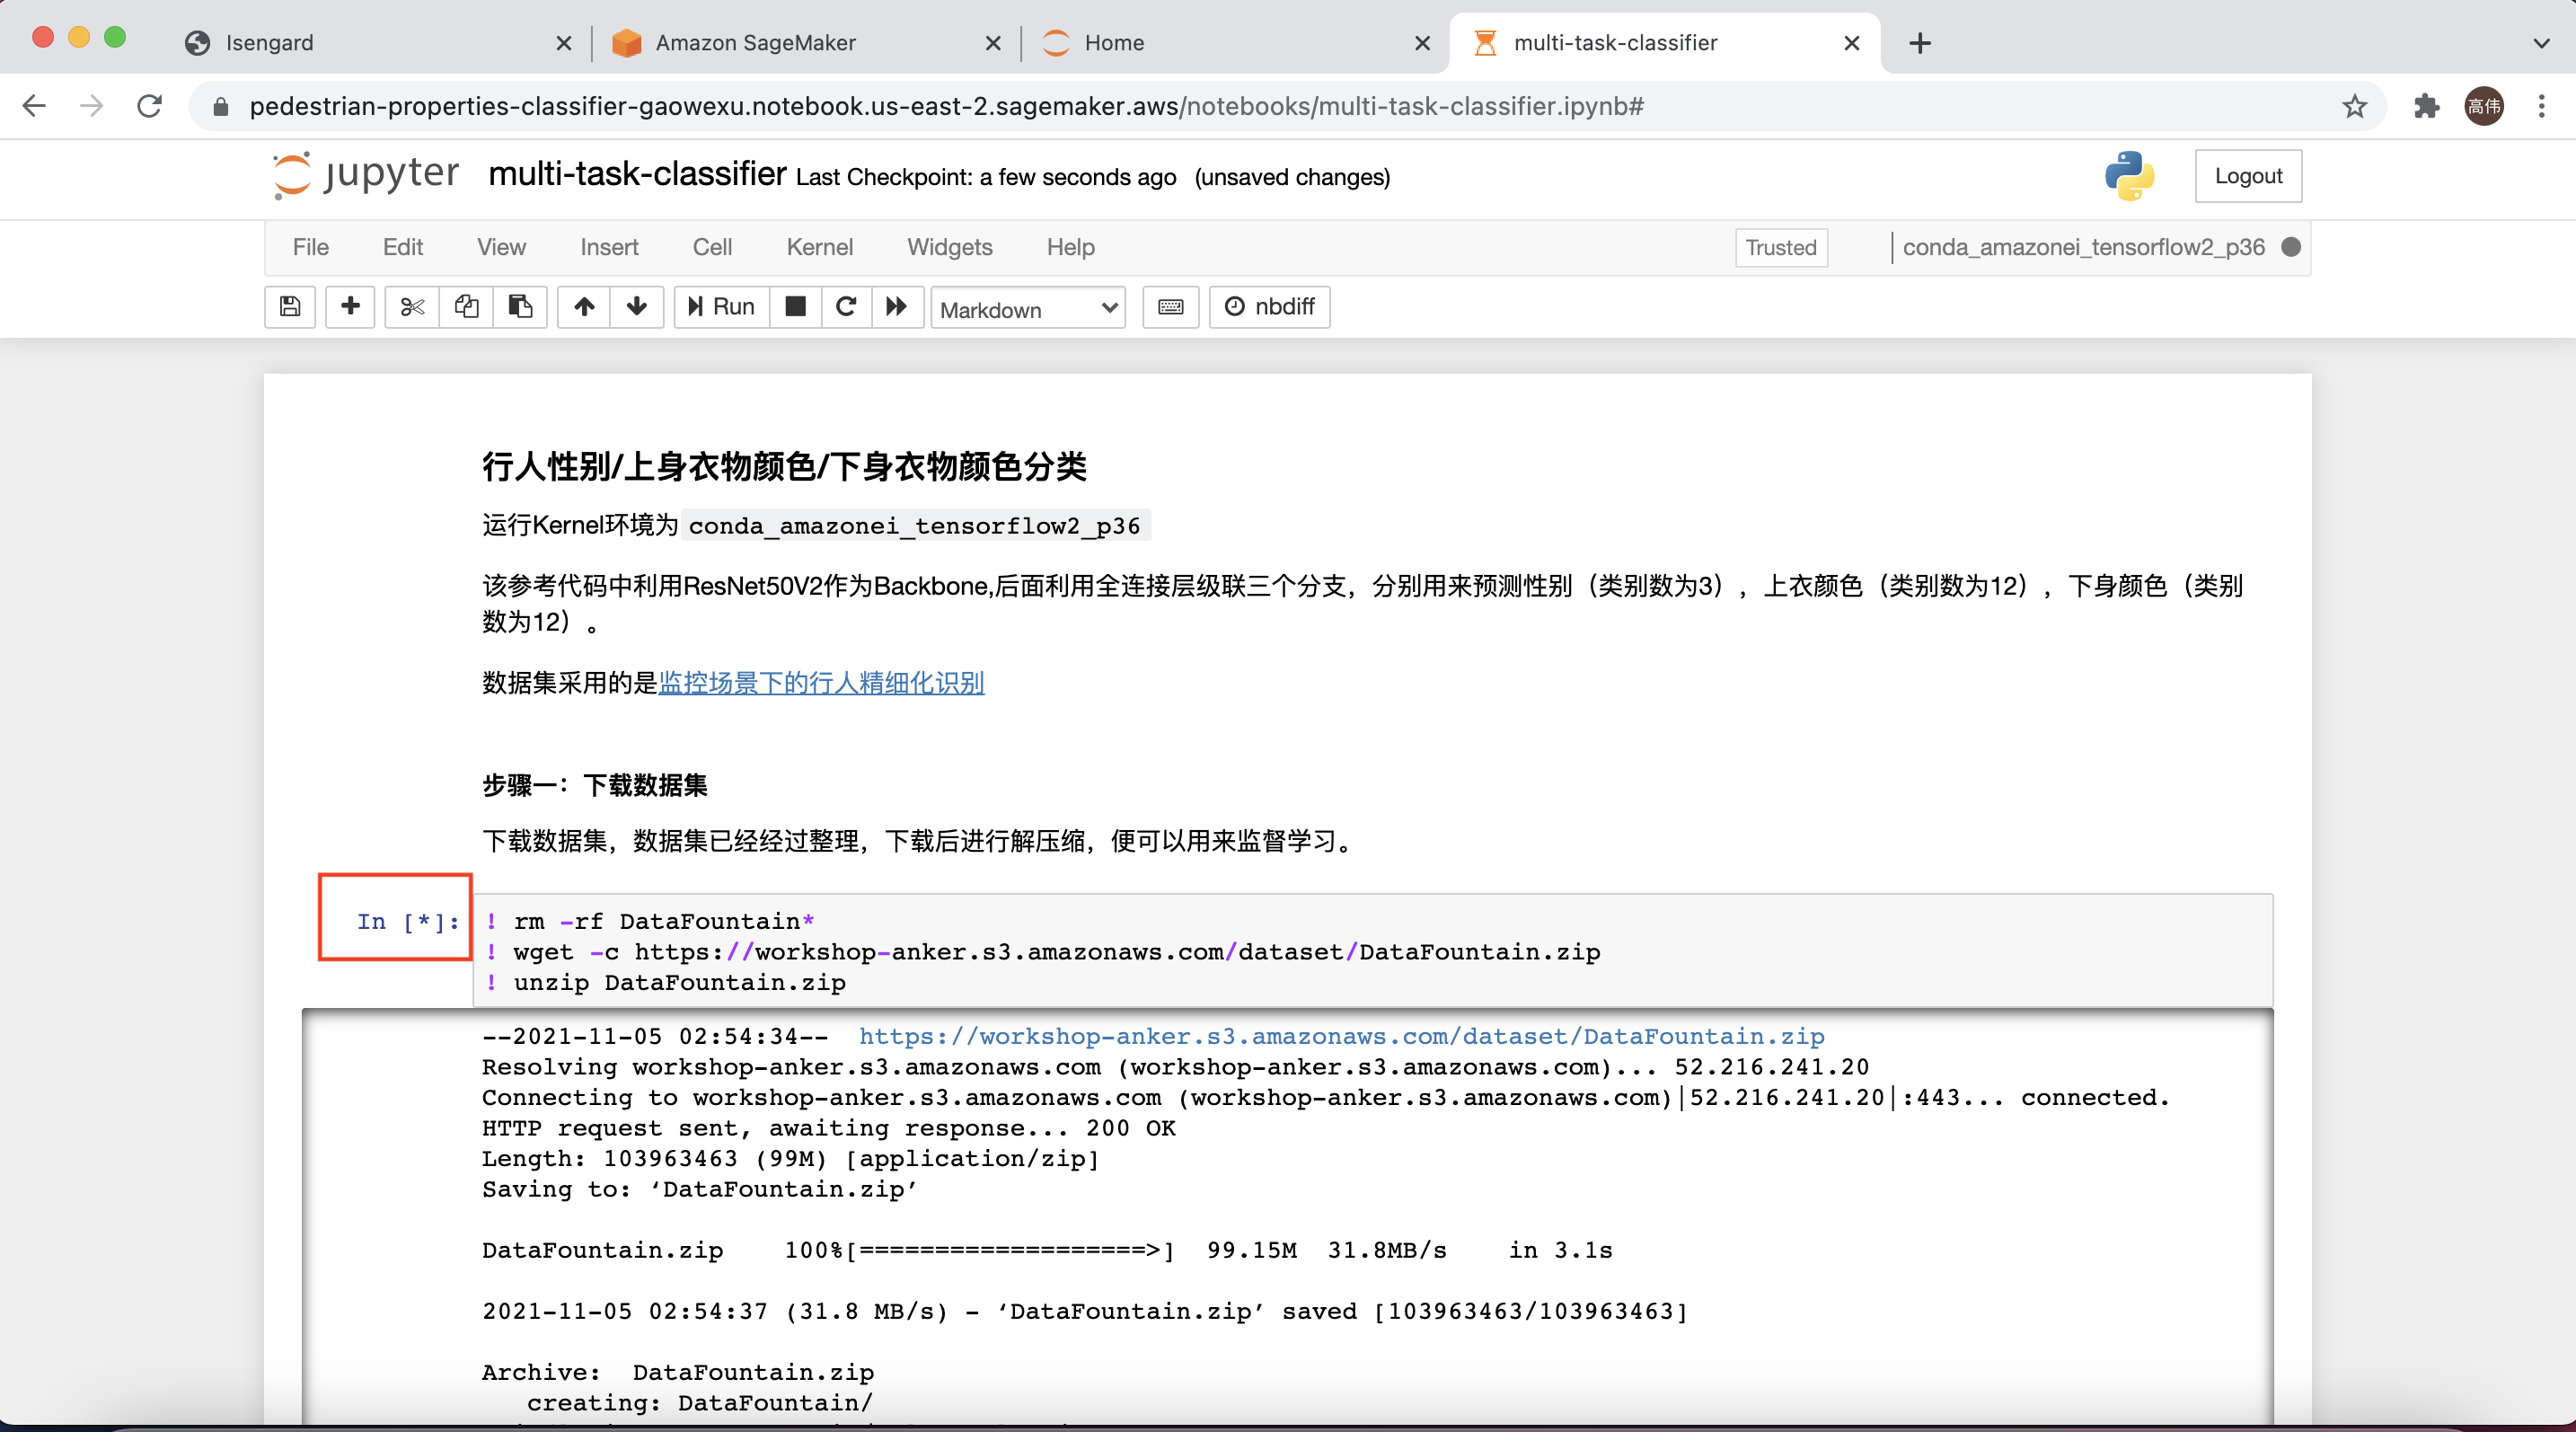 Isengard
Amazon SageMaker
Home
multi-task-classifier
pedestrian-properties-classifier-gaowexu.notebook.us-east-2.sagemaker.aws/notebooks/multi-task-classifier.ipynb#
高伟
jupyter multi-task-classifier Last Checkpoint: a few seconds ago (unsaved changes)
Logout
File Edit View Insert Cell Kernel Widgets Help
Trusted
conda_amazonei_tensorflow2_p36
Run
Markdown
nbdiff
行人性别/上身衣物颜色/下身衣物颜色分类
运行Kernel环境为 conda_amazonei_tensorflow2_p36
该参考代码中利用ResNet50V2作为Backbone,后面利用全连接层级联三个分支，分别用来预测性别（类别数为3），上衣颜色（类别数为12），下身颜色（类别
数为12）。
数据集采用的是监控场景下的行人精细化识别
步骤一：下载数据集
下载数据集，数据集已经经过整理，下载后进行解压缩，便可以用来监督学习。
In [*]:
! rm -rf DataFountain*
! wget -c https://workshop-anker.s3.amazonaws.com/dataset/DataFountain.zip
! unzip DataFountain.zip
--2021-11-05 02:54:34--  https://workshop-anker.s3.amazonaws.com/dataset/DataFountain.zip
Resolving workshop-anker.s3.amazonaws.com (workshop-anker.s3.amazonaws.com)... 52.216.241.20
Connecting to workshop-anker.s3.amazonaws.com (workshop-anker.s3.amazonaws.com)|52.216.241.20|:443... connected.
HTTP request sent, awaiting response... 200 OK
Length: 103963463 (99M) [application/zip]
Saving to: ‘DataFountain.zip’
DataFountain.zip    100%[===================>]  99.15M  31.8MB/s    in 3.1s
2021-11-05 02:54:37 (31.8 MB/s) - ‘DataFountain.zip’ saved [103963463/103963463]
Archive:  DataFountain.zip
creating: DataFountain/